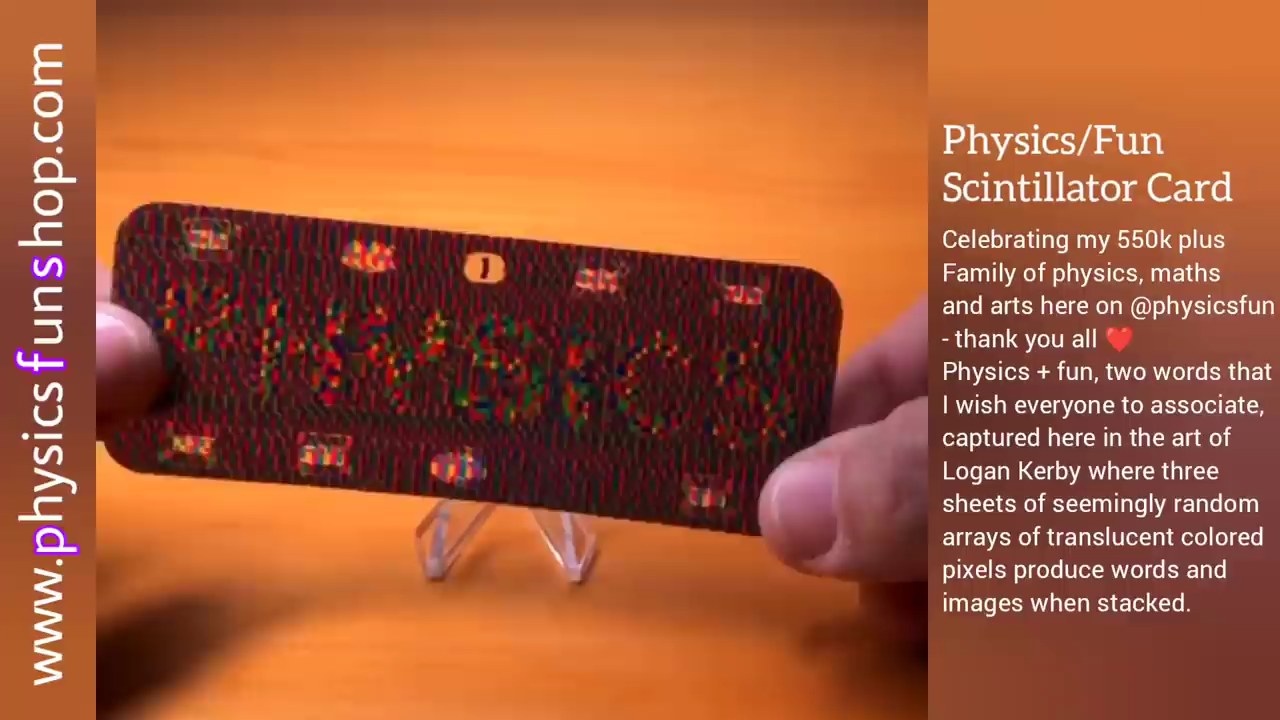 www.physicsfunshop.com
PHYSICS
Physics/Fun
Scintillator Card
Celebrating my 550k plus
Family of physics, maths
and arts here on @physicsfun
- thank you all ❤️
Physics + fun, two words that
I wish everyone to associate,
captured here in the art of
Logan Kerby where three
sheets of seemingly random
arrays of translucent colored
pixels produce words and
images when stacked.